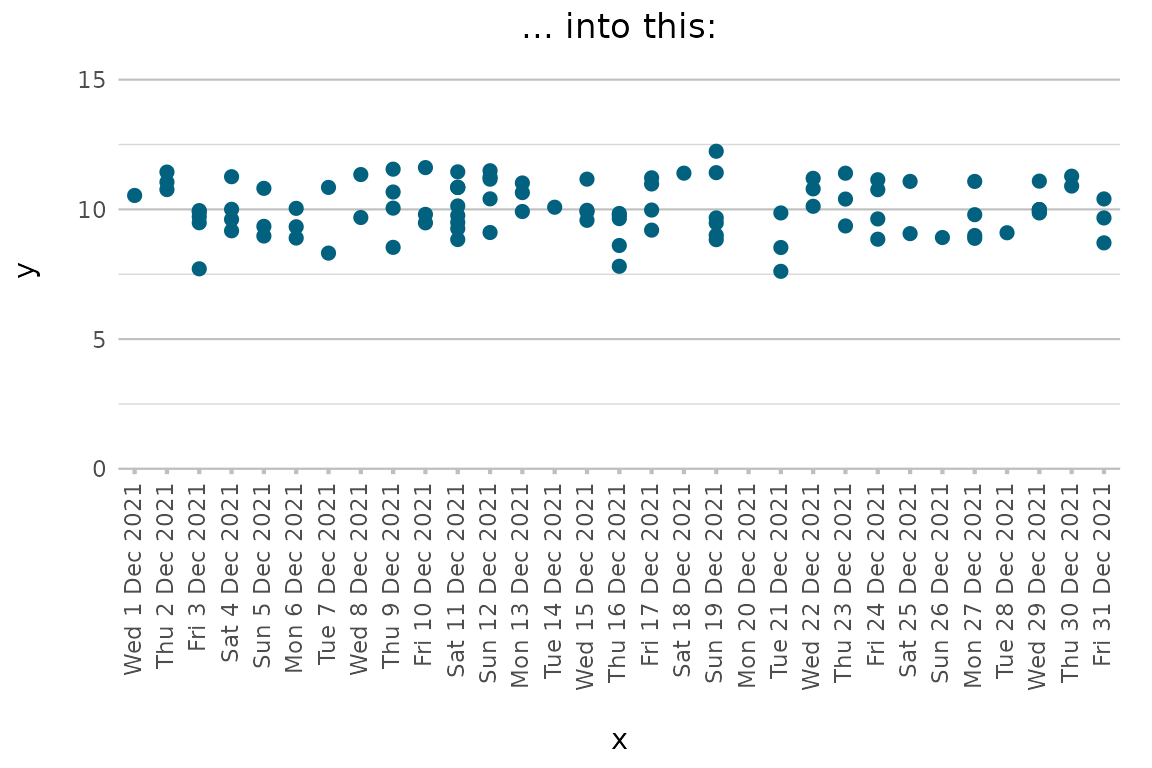 ... into this:
15
10
5
0
y
Wed 1 Dec 2021
Thu 2 Dec 2021
Fri 3 Dec 2021
Sat 4 Dec 2021
Sun 5 Dec 2021
Mon 6 Dec 2021
Tue 7 Dec 2021
Wed 8 Dec 2021
Thu 9 Dec 2021
Fri 10 Dec 2021
Sat 11 Dec 2021
Sun 12 Dec 2021
Mon 13 Dec 2021
Tue 14 Dec 2021
Wed 15 Dec 2021
Thu 16 Dec 2021
Fri 17 Dec 2021
Sat 18 Dec 2021
Sun 19 Dec 2021
Mon 20 Dec 2021
Tue 21 Dec 2021
Wed 22 Dec 2021
Thu 23 Dec 2021
Fri 24 Dec 2021
Sat 25 Dec 2021
Sun 26 Dec 2021
Mon 27 Dec 2021
Tue 28 Dec 2021
Wed 29 Dec 2021
Thu 30 Dec 2021
Fri 31 Dec 2021
x